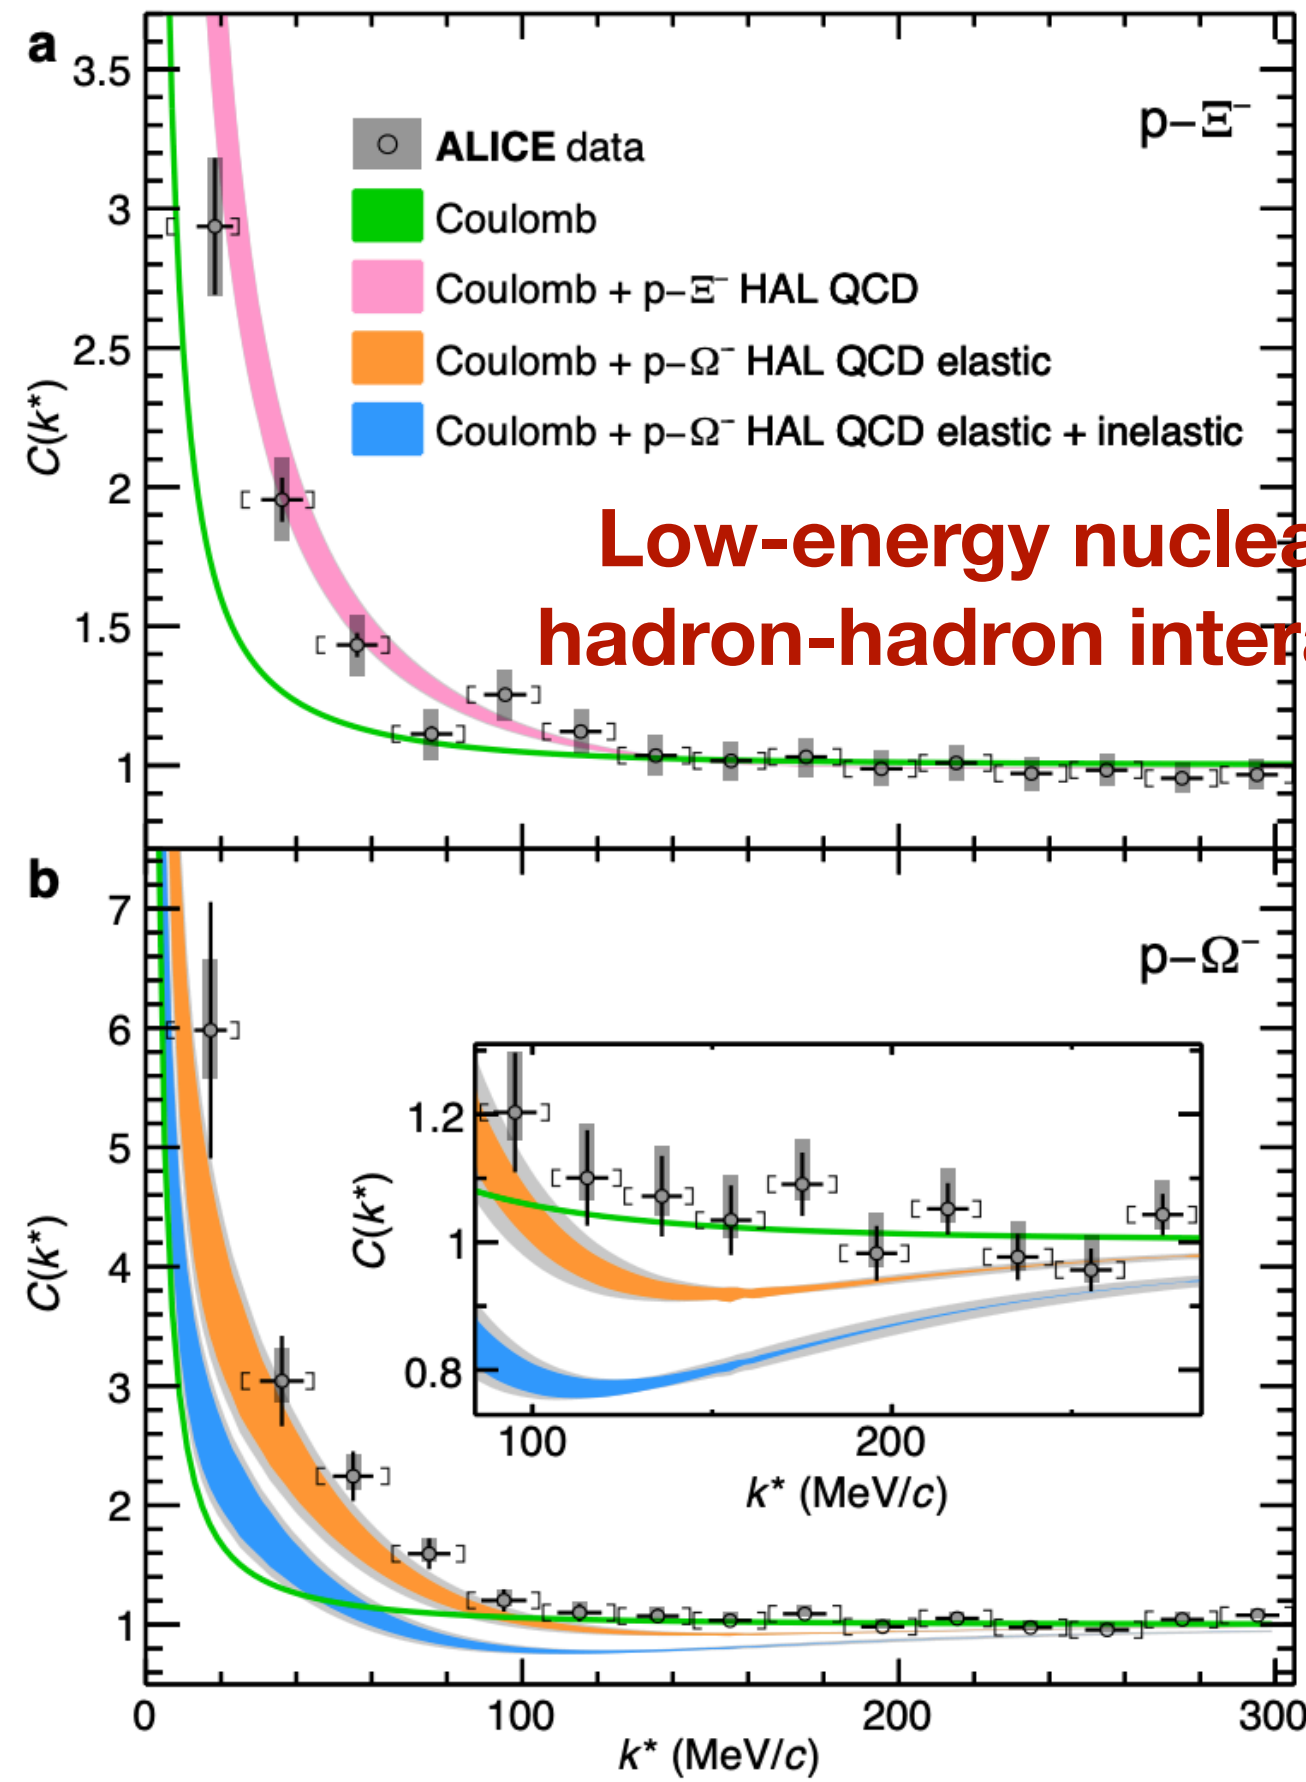 a
p–Ξ⁻
3.5
3
2.5
2
1.5
1
C(k*)
ALICE data
Coulomb
Coulomb + p–Ξ⁻ HAL QCD
Coulomb + p–Ω⁻ HAL QCD elastic
Coulomb + p–Ω⁻ HAL QCD elastic + inelastic
Low-energy nuclea
hadron-hadron intera
b
p–Ω⁻
7
6
5
4
3
2
1
C(k*)
1.2
1
0.8
C(k*)
100 200
k* (MeV/c)
0 100 200 300
k* (MeV/c)